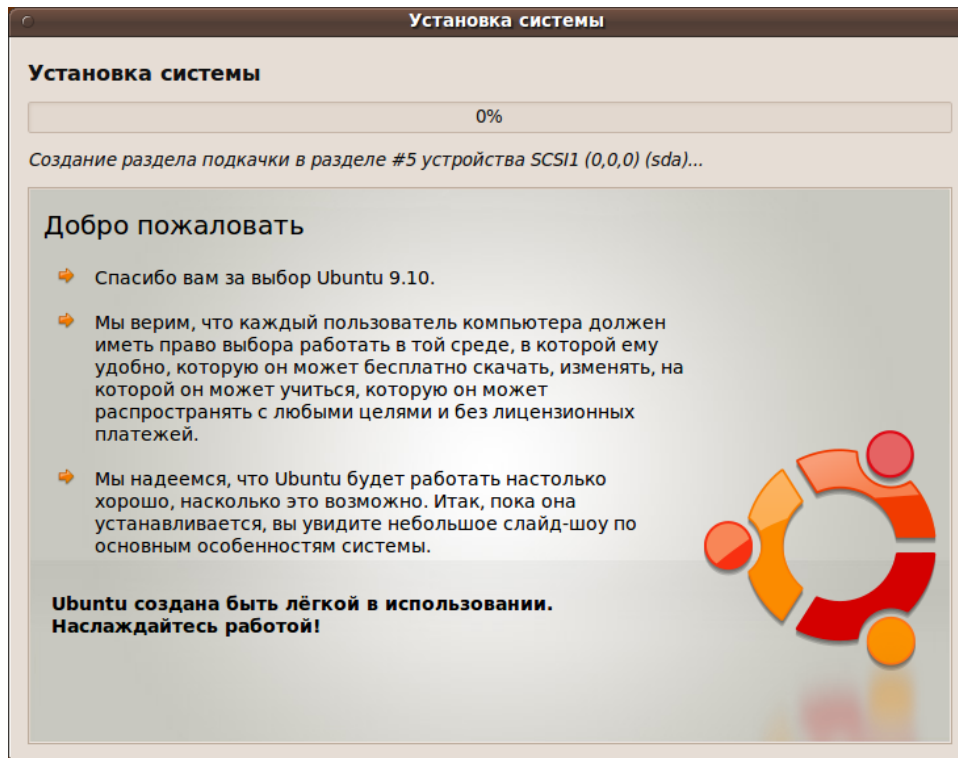 Установка системы
Установка системы
0%
Создание раздела подкачки в разделе #5 устройства SCSI1 (0,0,0) (sda)...
Добро пожаловать
Спасибо вам за выбор Ubuntu 9.10.
Мы верим, что каждый пользователь компьютера должен
иметь право выбора работать в той среде, в которой ему
удобно, которую он может бесплатно скачать, изменять, на
которой он может учиться, которую он может
распространять с любыми целями и без лицензионных
платежей.
Мы надеемся, что Ubuntu будет работать настолько
хорошо, насколько это возможно. Итак, пока она
устанавливается, вы увидите небольшое слайд-шоу по
основным особенностям системы.
Ubuntu создана быть лёгкой в использовании.
Наслаждайтесь работой!